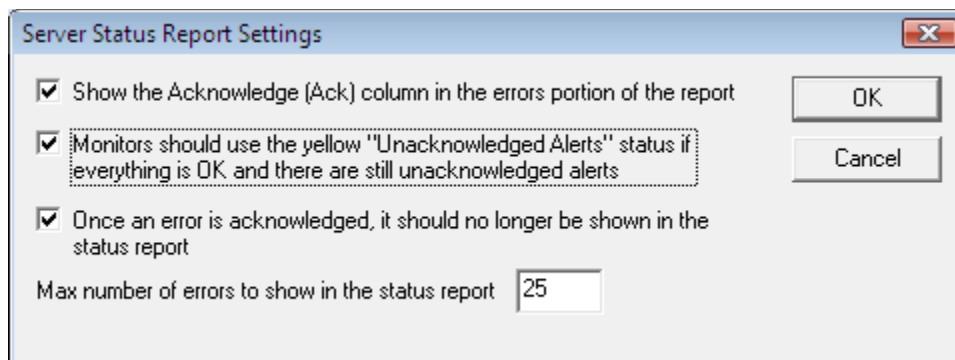 Server Status Report Settings
Show the Acknowledge (Ack) column in the errors portion of the report
OK
Monitors should use the yellow "Unacknowledged Alerts" status if
everything is OK and there are still unacknowledged alerts
Cancel
Once an error is acknowledged, it should no longer be shown in the
status report
Max number of errors to show in the status report 25